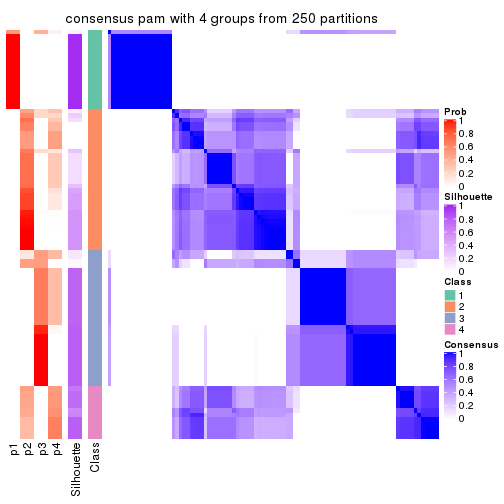 consensus pam with 4 groups from 250 partitions
Prob
1
0.8
0.6
0.4
0.2
0
Silhouette
1
0.8
0.6
0.4
0.2
0
Class
1
2
3
4
Consensus
1
0.8
0.6
0.4
0.2
0
p1
p2
p3
p4
Silhouette
Class